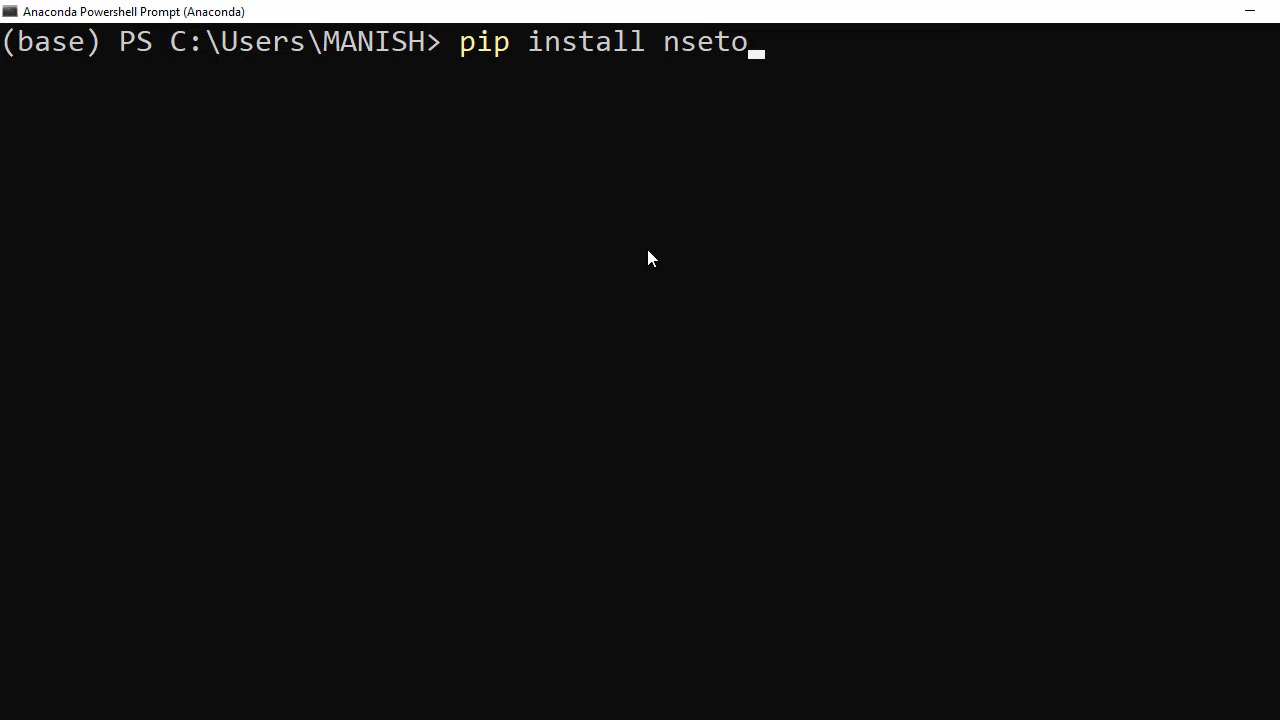 Anaconda Powershell Prompt (Anaconda)
(base) PS C:\Users\MANISH> pip install nseto